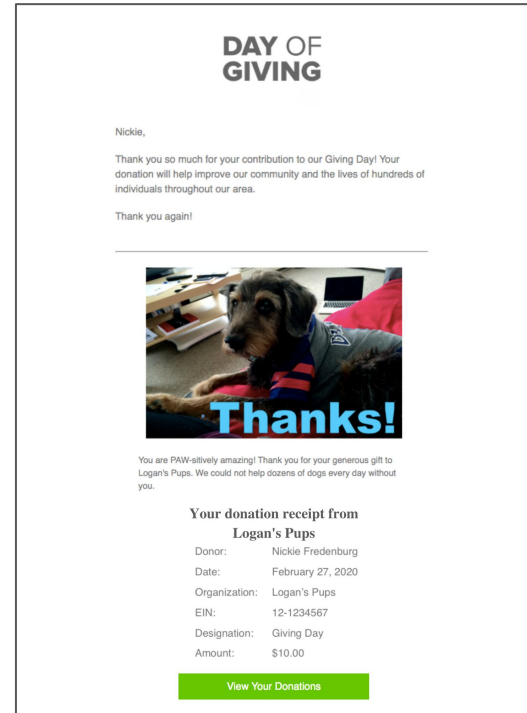 DAY OF
GIVING
Nickie,
Thank you so much for your contribution to our Giving Day! Your
donation will help improve our community and the lives of hundreds of
individuals throughout our area.
Thank you again!
Thanks!
You are PAW-sitively amazing! Thank you for your generous gift to
Logan's Pups. We could not help dozens of dogs every day without
you.
Your donation receipt from
Logan's Pups
Donor: Nickie Fredenburg
Date: February 27, 2020
Organization: Logan's Pups
EIN: 12-1234567
Designation: Giving Day
Amount: $10.00
View Your Donations